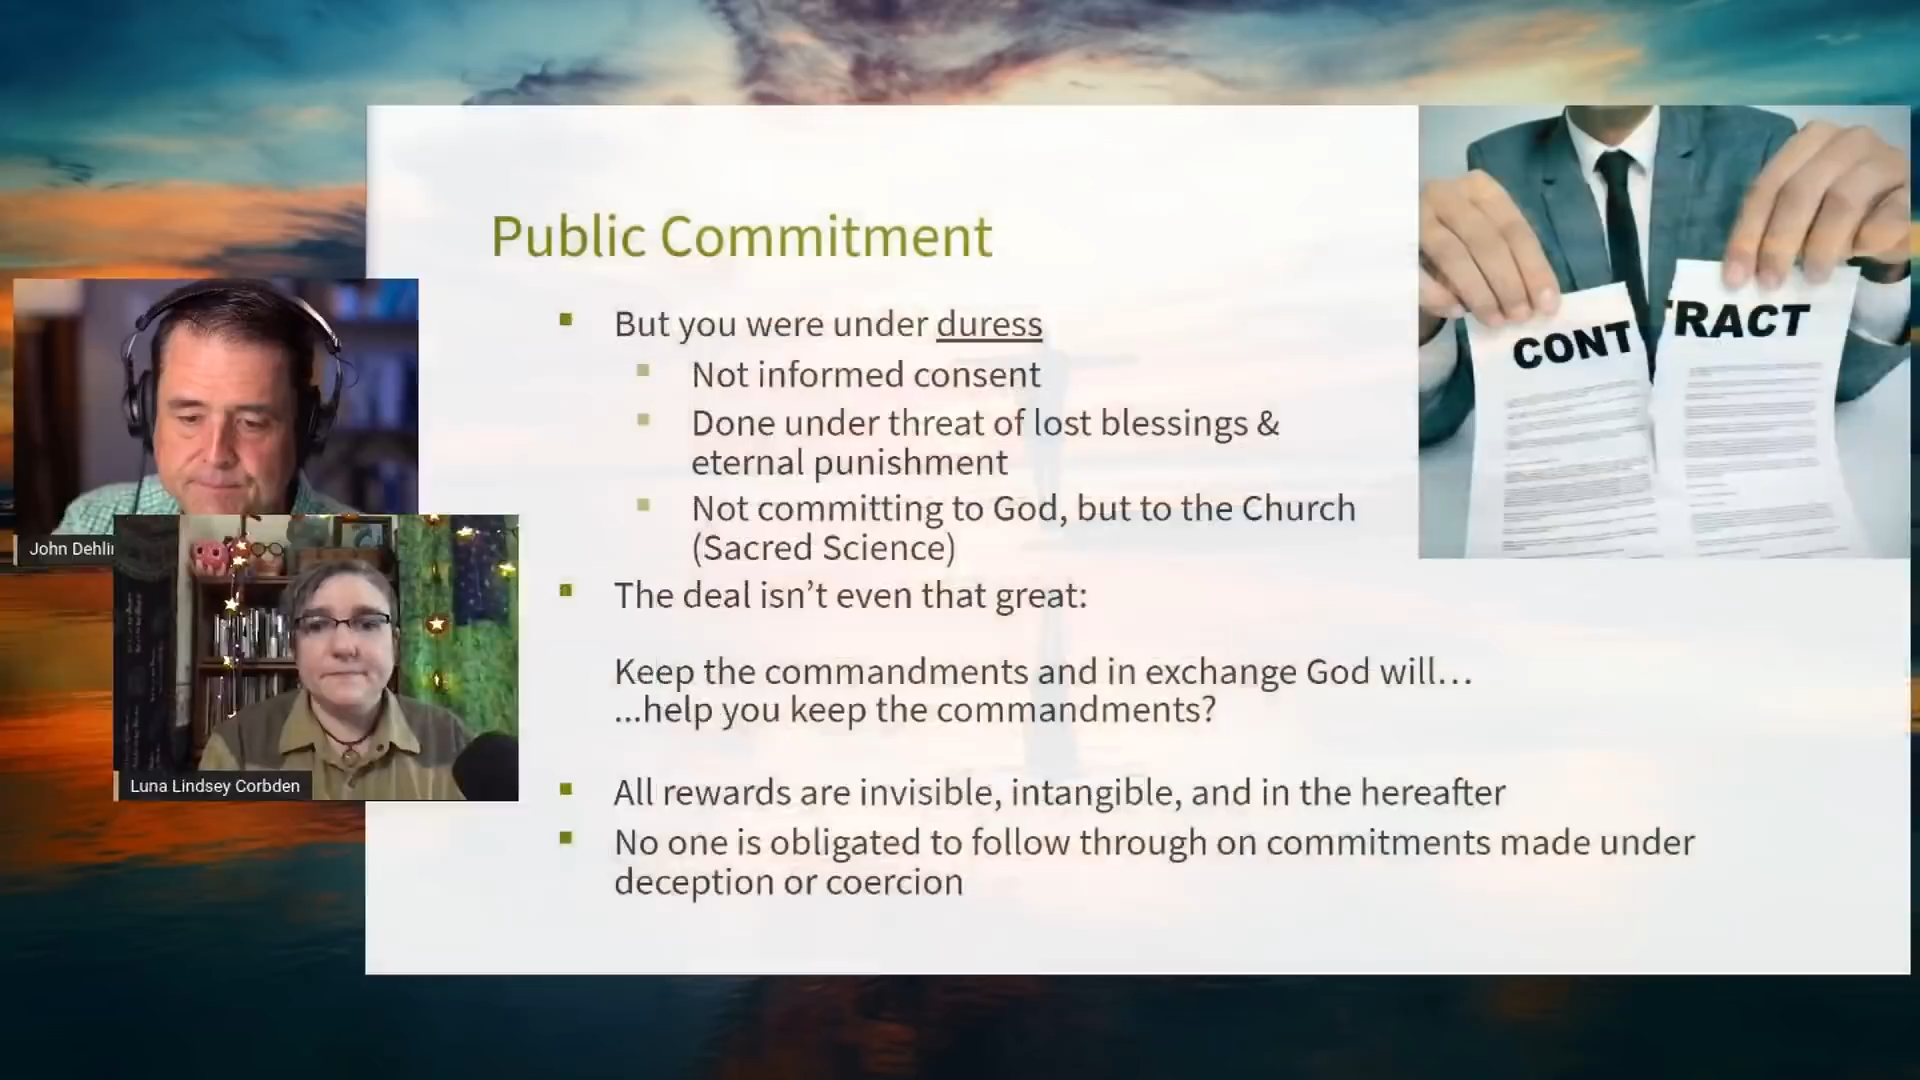 Public Commitment
But you were under duress
Not informed consent
Done under threat of lost blessings &
eternal punishment
Not committing to God, but to the Church
(Sacred Science)
The deal isn’t even that great:
Keep the commandments and in exchange God will…
...help you keep the commandments?
All rewards are invisible, intangible, and in the hereafter
No one is obligated to follow through on commitments made under
deception or coercion
CONT RACT
John Dehli
Luna Lindsey Corbden